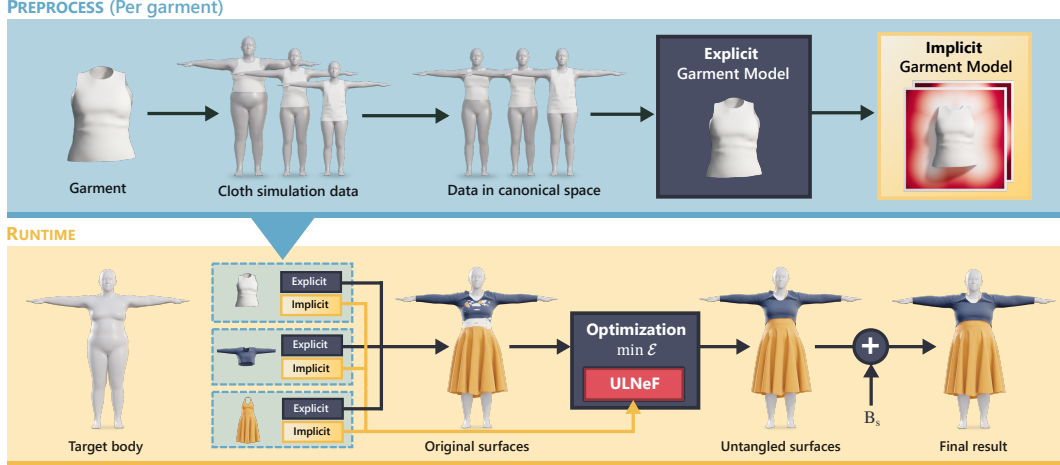 PREPROCESS (Per garment)
Garment
Cloth simulation data
Data in canonical space
Explicit
Garment Model
Implicit
Garment Model
RUNTIME
Target body
Explicit
Implicit
Explicit
Implicit
Explicit
Implicit
Original surfaces
Optimization
min ℰ
ULNeF
Untangled surfaces
+
Bs
Final result